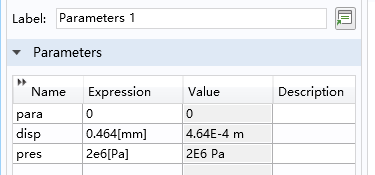 Label: Parameters 1
Parameters
Name Expression Value Description
para 0 0
disp 0.464[mm] 4.64E-4 m
pres 2e6[Pa] 2E6 Pa